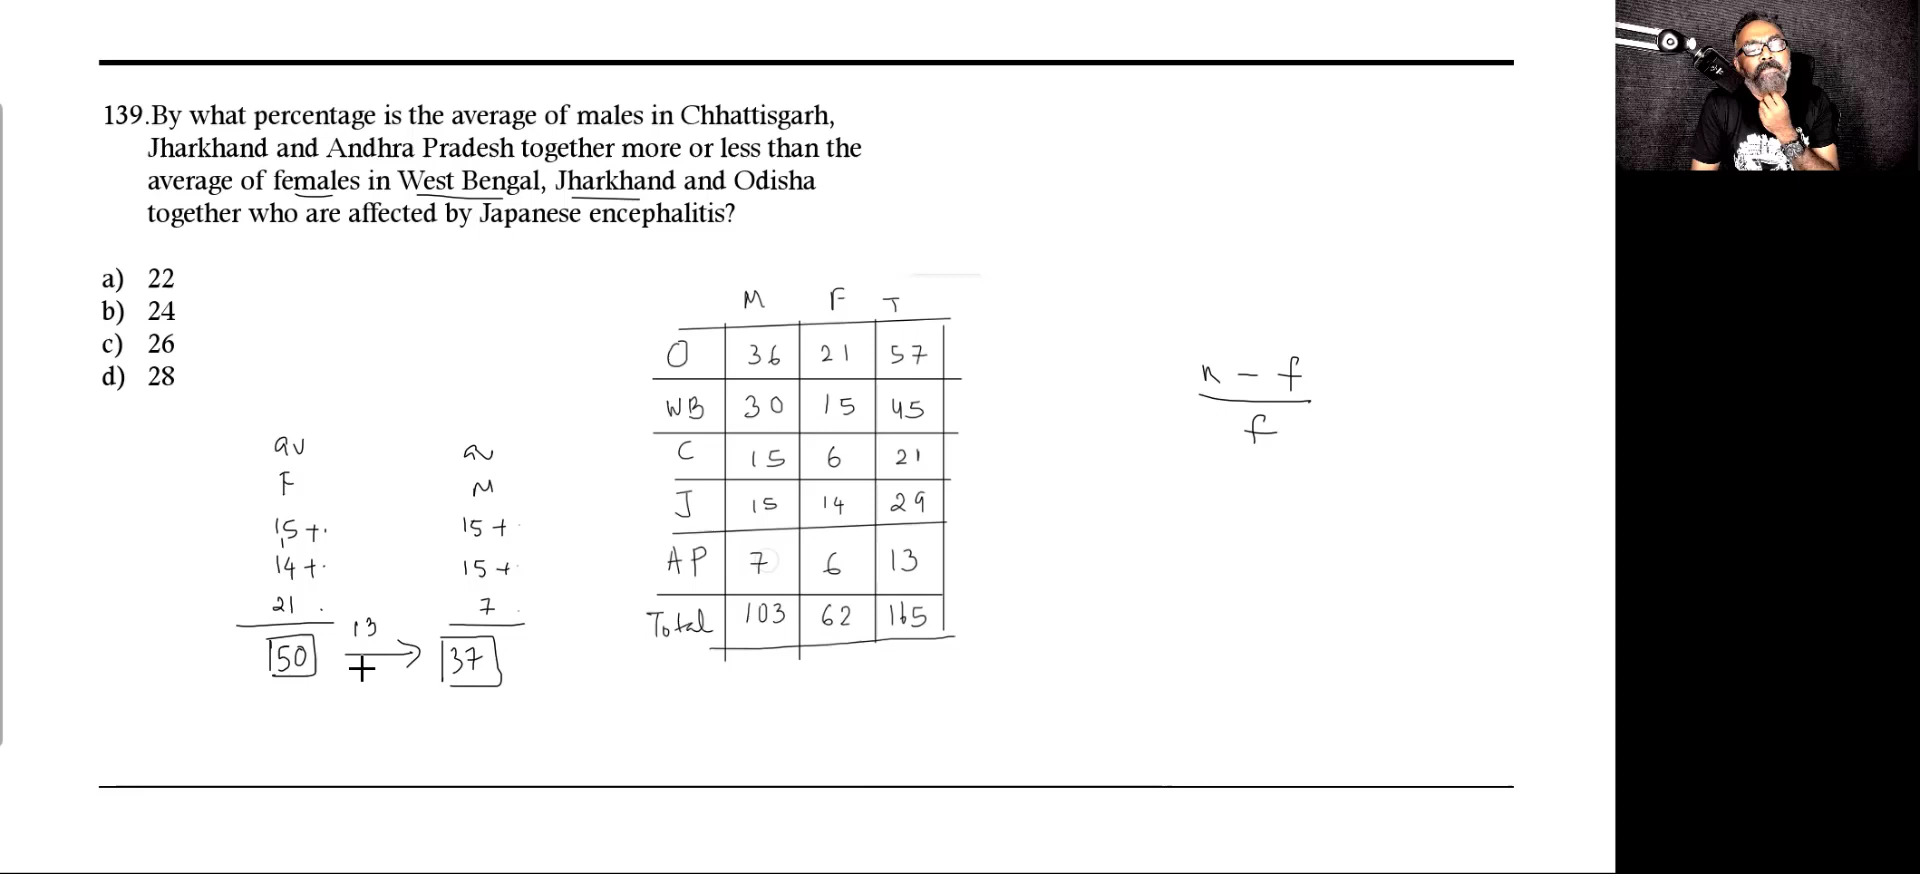 139.By what percentage is the average of males in Chhattisgarh,
Jharkhand and Andhra Pradesh together more or less than the
average of females in West Bengal, Jharkhand and Odisha
together who are affected by Japanese encephalitis?
a) 22
b) 24
c) 26
d) 28
M F T
O 36 21 57
WB 30 15 45
C 15 6 21
J 15 14 29
AP 7 6 13
Total 103 62 165
av
F
15+
14+
21
50
13
av
M
15+
15+
7
37
n - f
f